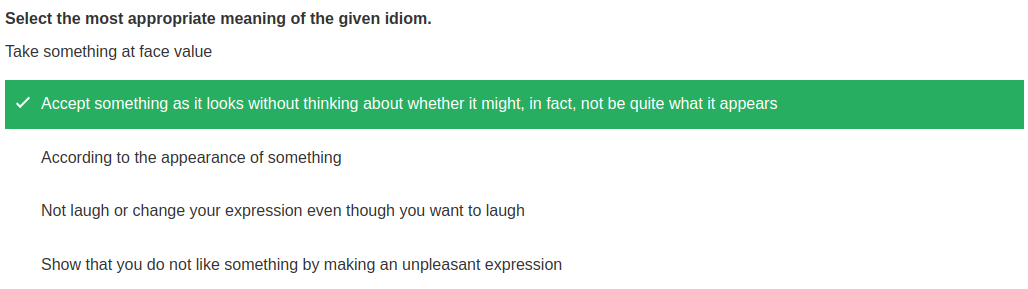 Select the most appropriate meaning of the given idiom.
Take something at face value
Accept something as it looks without thinking about whether it might, in fact, not be quite what it appears
According to the appearance of something
Not laugh or change your expression even though you want to laugh
Show that you do not like something by making an unpleasant expression